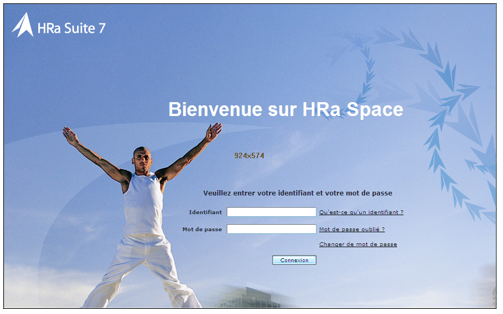 HRa Suite 7
Bienvenue sur HRa Space
924x574
Veuillez entrer votre identifiant et votre mot de passe
Identifiant Qu'est-ce qu'un identifiant ?
Mot de passe Mot de passe oublié ?
Changer de mot de passe
Connexion